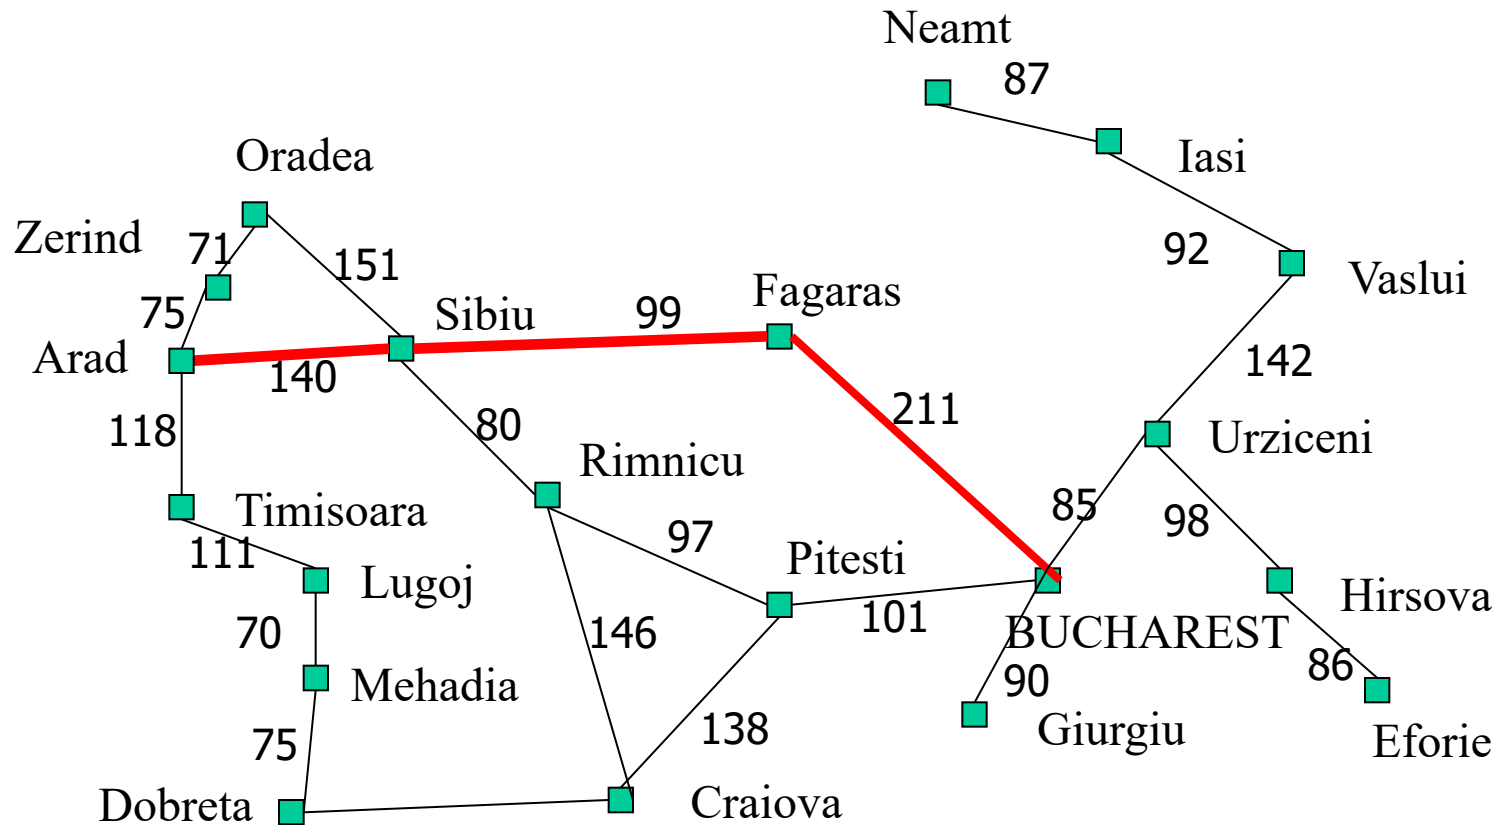 Neamt
87
Oradea
Iasi
Zerind
71
92
151
Vaslui
Fagaras
75
Sibiu
99
Arad
140
142
118
80
211
Urziceni
Rimnicu
Timisoara
85
98
111
97
Pitesti
Lugoj
Hirsova
101
BUCHAREST
70
146
86
Mehadia
90
138
Giurgiu
75
Eforie
Dobreta
Craiova